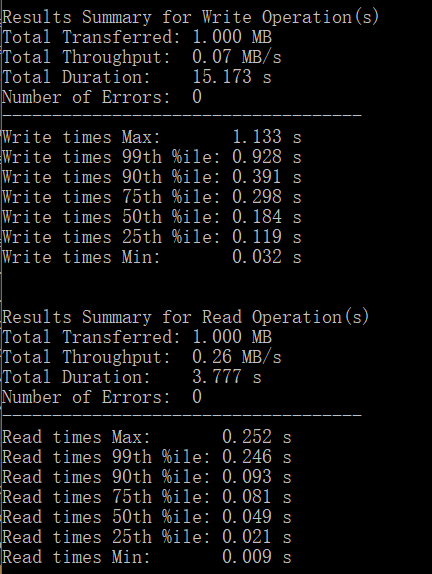 Results Summary for Write Operation(s)
Total Transferred: 1.000 MB
Total Throughput:  0.07 MB/s
Total Duration:    15.173 s
Number of Errors:  0
------------------------------------
Write times Max:       1.133 s
Write times 99th %ile: 0.928 s
Write times 90th %ile: 0.391 s
Write times 75th %ile: 0.298 s
Write times 50th %ile: 0.184 s
Write times 25th %ile: 0.119 s
Write times Min:       0.032 s
Results Summary for Read Operation(s)
Total Transferred: 1.000 MB
Total Throughput:  0.26 MB/s
Total Duration:    3.777 s
Number of Errors:  0
------------------------------------
Read times Max:       0.252 s
Read times 99th %ile: 0.246 s
Read times 90th %ile: 0.093 s
Read times 75th %ile: 0.081 s
Read times 50th %ile: 0.049 s
Read times 25th %ile: 0.021 s
Read times Min:       0.009 s